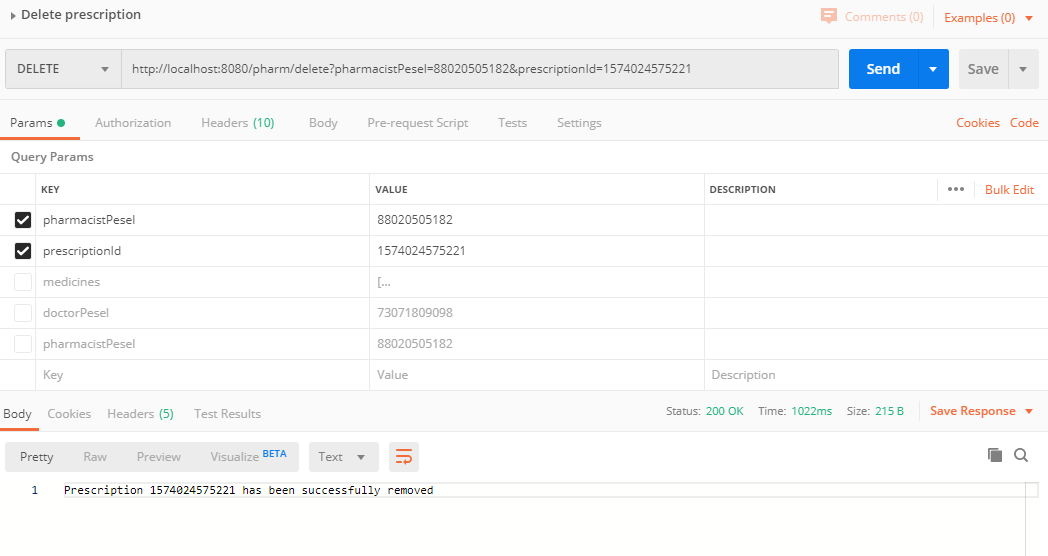 Delete prescription Comments (0) Examples (0)
DELETE http://localhost:8080/pharm/delete?pharmacistPesel=88020505182&prescriptionId=1574024575221 Send Save
Params Authorization Headers (10) Body Pre-request Script Tests Settings Cookies Code
Query Params
KEY VALUE DESCRIPTION ••• Bulk Edit
pharmacistPesel 88020505182
prescriptionId 1574024575221
medicines [...
doctorPesel 73071809098
pharmacistPesel 88020505182
Key Value Description
Body Cookies Headers (5) Test Results Status: 200 OK Time: 1022ms Size: 215 B Save Response
Pretty Raw Preview Visualize BETA Text
1 Prescription 1574024575221 has been successfully removed